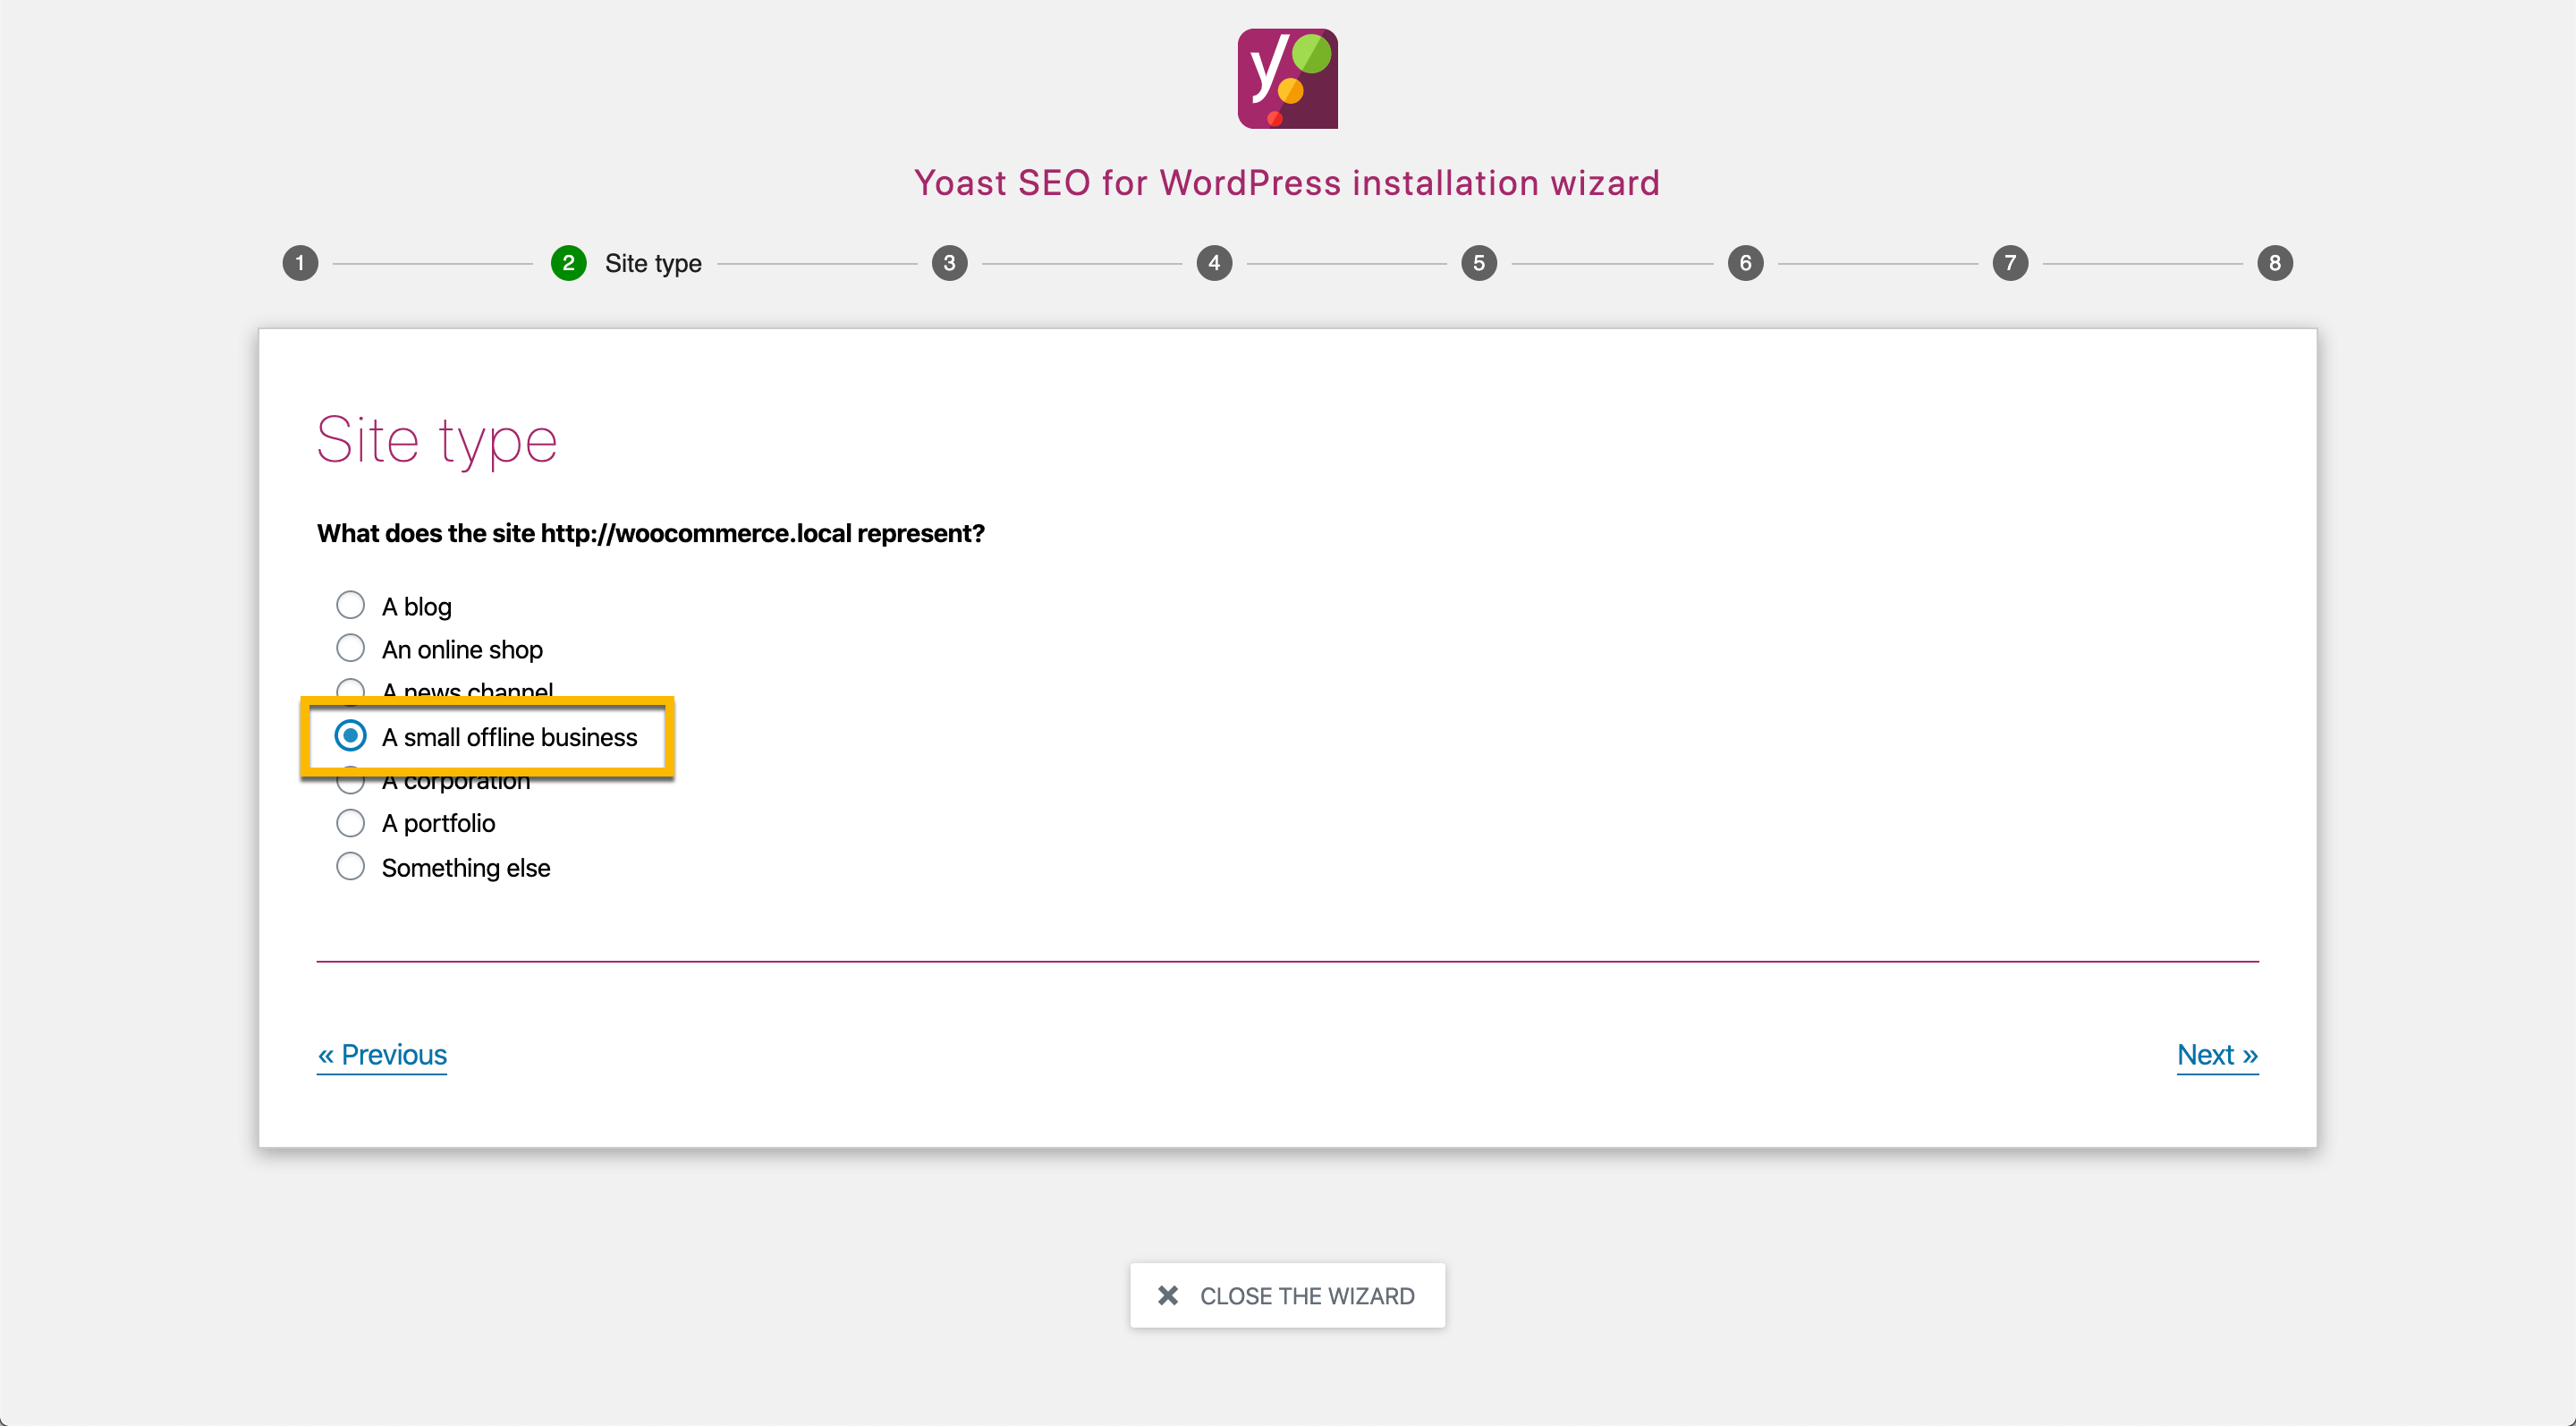 y
Yoast SEO for WordPress installation wizard
1 2 Site type 3 4 5 6 7 8
Site type
What does the site http://woocommerce.local represent?
A blog
An online shop
A news channel
A small offline business
A corporation
A portfolio
Something else
« Previous
Next »
CLOSE THE WIZARD